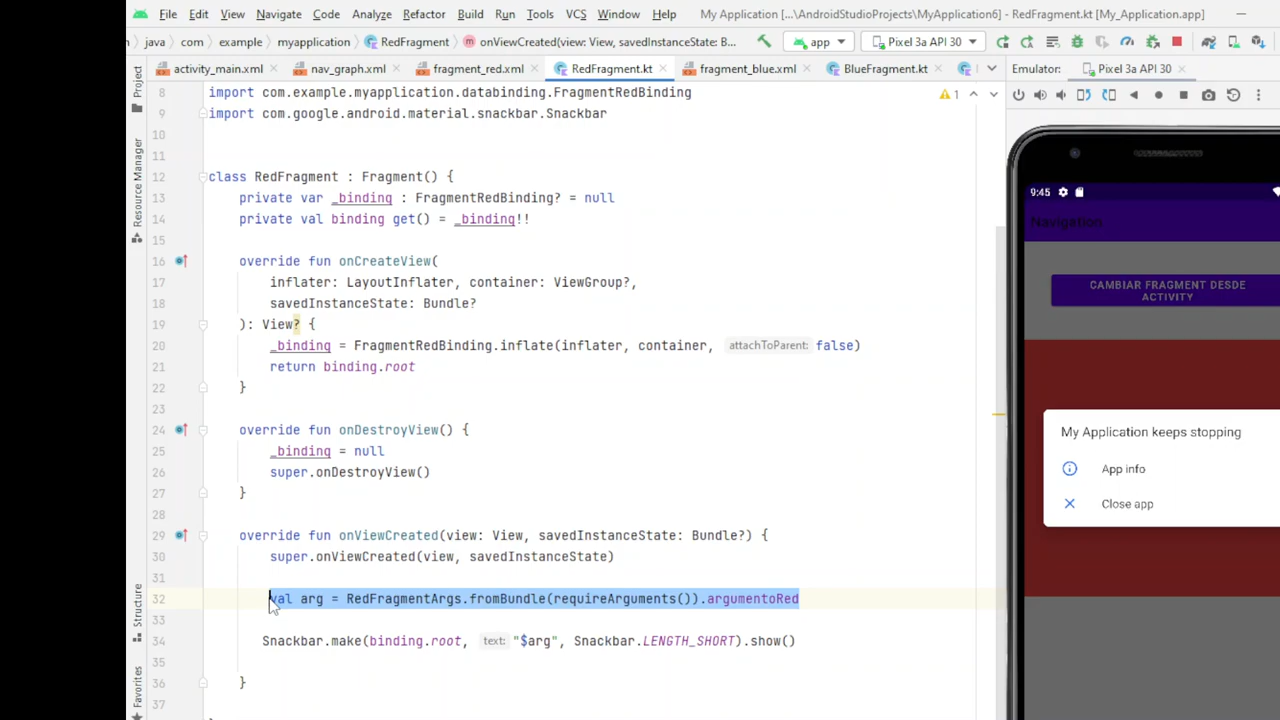 File Edit View Navigate Code Analyze Refactor Build Run Tools VCS Window Help My Application [...\AndroidStudioProjects\MyApplication6] - RedFragment.kt [My_Application.app]
java com example myapplication RedFragment onViewCreated(view: View, savedInstanceState: B... app Pixel 3a API 30
activity_main.xml nav_graph.xml fragment_red.xml RedFragment.kt fragment_blue.xml BlueFragment.kt Emulator: Pixel 3a API 30
Project
Resource Manager
Structure
Favorites
1
8 import com.example.myapplication.databinding.FragmentRedBinding
9 import com.google.android.material.snackbar.Snackbar
10
11
12 class RedFragment : Fragment() {
13 private var _binding : FragmentRedBinding? = null
14 private val binding get() = _binding!!
15
16 override fun onCreateView(
17 inflater: LayoutInflater, container: ViewGroup?,
18 savedInstanceState: Bundle?
19 ): View? {
20 _binding = FragmentRedBinding.inflate(inflater, container, attachToParent: false)
21 return binding.root
22 }
23
24 override fun onDestroyView() {
25 _binding = null
26 super.onDestroyView()
27 }
28
29 override fun onViewCreated(view: View, savedInstanceState: Bundle?) {
30 super.onViewCreated(view, savedInstanceState)
31
32 val arg = RedFragmentArgs.fromBundle(requireArguments()).argumentoRed
Snackbar.make(binding.root, text: "$arg", Snackbar.LENGTH_SHORT).show()
34
35
36 }
37
9:45
Navigation
CAMBIAR FRAGMENT DESDE
ACTIVITY
My Application keeps stopping
App info
Close app